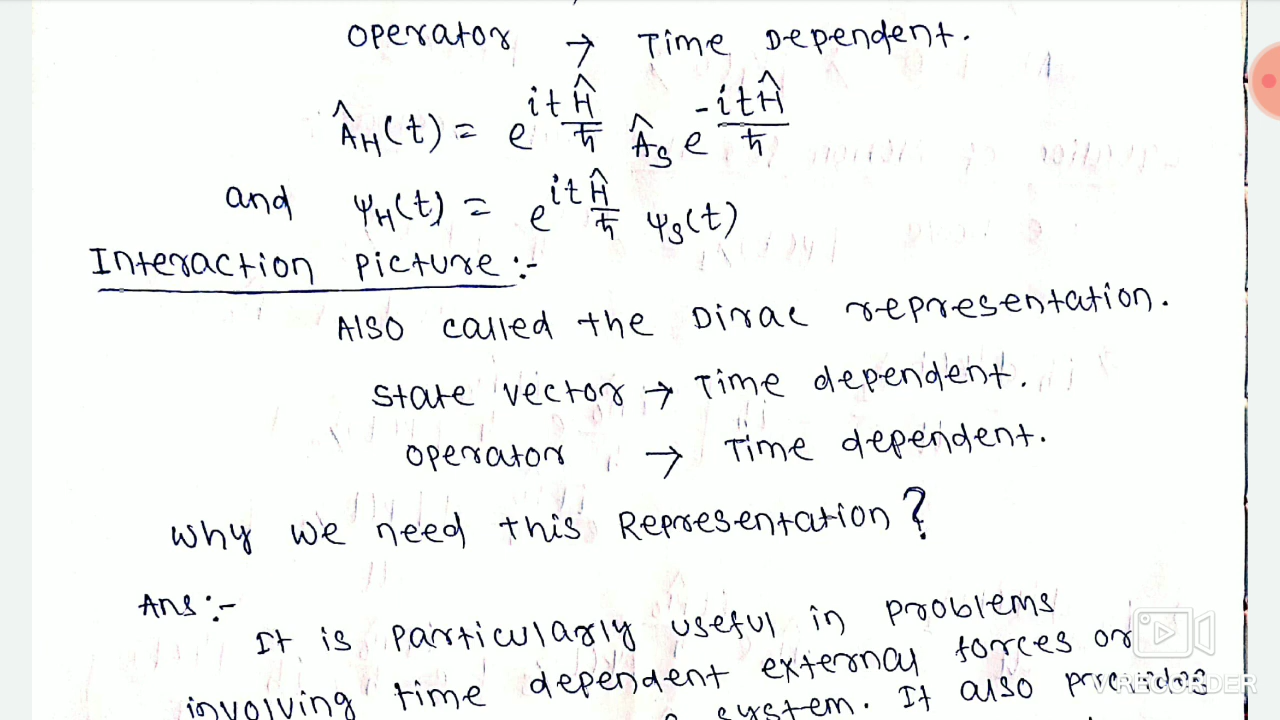 Operator → Time Dependent.
Â_H(t) = e^{itĤ/ħ} Â_S e^{-itĤ/ħ}
and ψ_H(t) = e^{itĤ/ħ} ψ_S(t)
Interaction Picture :-
Also called the Dirac representation.
State vector → Time dependent.
Operator → Time dependent.
Why we need this Representation?
Ans :-
It is particularly useful in problems
involving time dependent external forces or
system. It also provides
VRECORDER